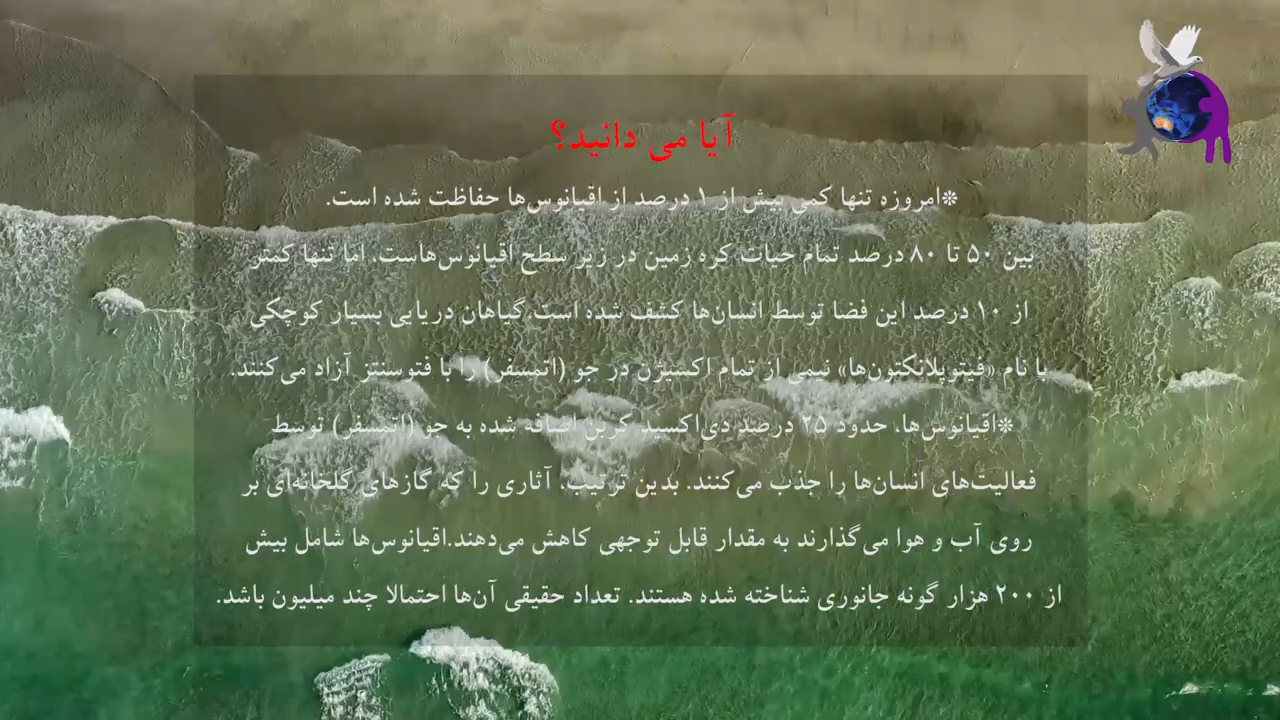 آیا می دانید؟
❊امروزه تنها کمی بیش از ۱ درصد از اقیانوس‌ها حفاظت شده است.
بین ۵۰ تا ۸۰ درصد تمام حیات کره زمین در زیر سطح اقیانوس‌هاست، اما تنها کمتر
از ۱۰ درصد این فضا توسط انسان‌ها کشف شده است.گیاهان دریایی بسیار کوچکی
با نام «فیتوپلانکتون‌ها» نیمی از تمام اکسیژن در جو (اتمسفر) را با فتوسنتز آزاد می‌کنند.
❊اقیانوس‌ها، حدود ۲۵ درصد دی‌اکسید کربن اضافه شده به جو (اتمسفر) توسط
فعالیت‌های انسان‌ها را جذب می‌کنند. بدین ترتیب، آثاری را که گازهای گلخانه‌ای بر
روی آب و هوا می‌گذارند به مقدار قابل توجهی کاهش می‌دهند.اقیانوس‌ها شامل بیش
از ۲۰۰ هزار گونه جانوری شناخته شده هستند. تعداد حقیقی آن‌ها احتمالا چند میلیون باشد.